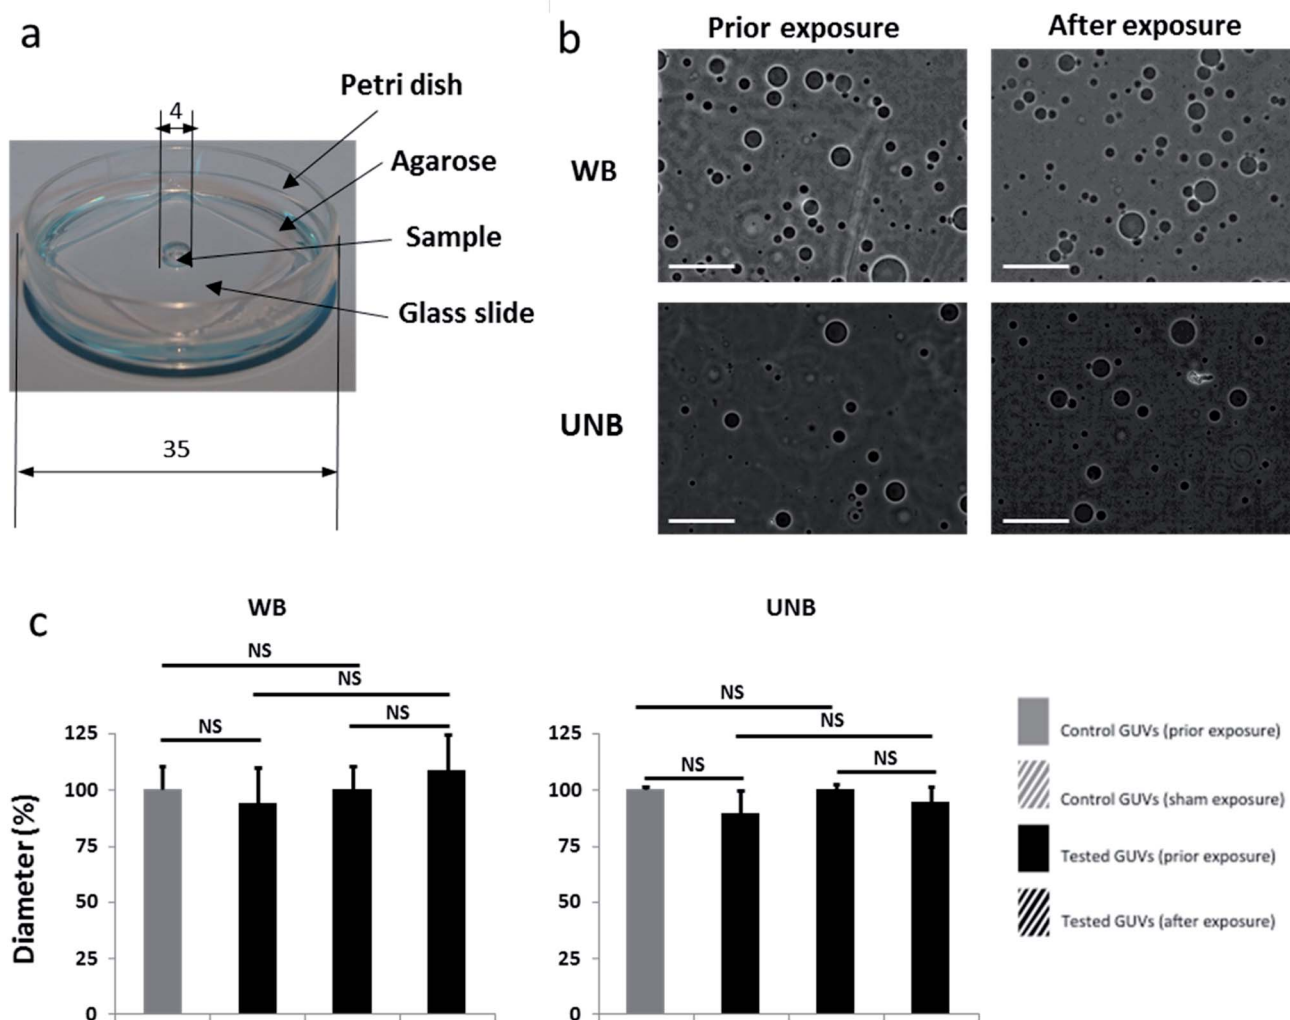 a
4
Petri dish
Agarose
Sample
Glass slide
35
b
Prior exposure
After exposure
WB
UNB
c
WB
NS
NS
NS
NS
125
100
75
50
25
0
Diameter (%)
UNB
NS
NS
NS
NS
125
100
75
50
25
0
Control GUVs (prior exposure)
Control GUVs (sham exposure)
Tested GUVs (prior exposure)
Tested GUVs (after exposure)